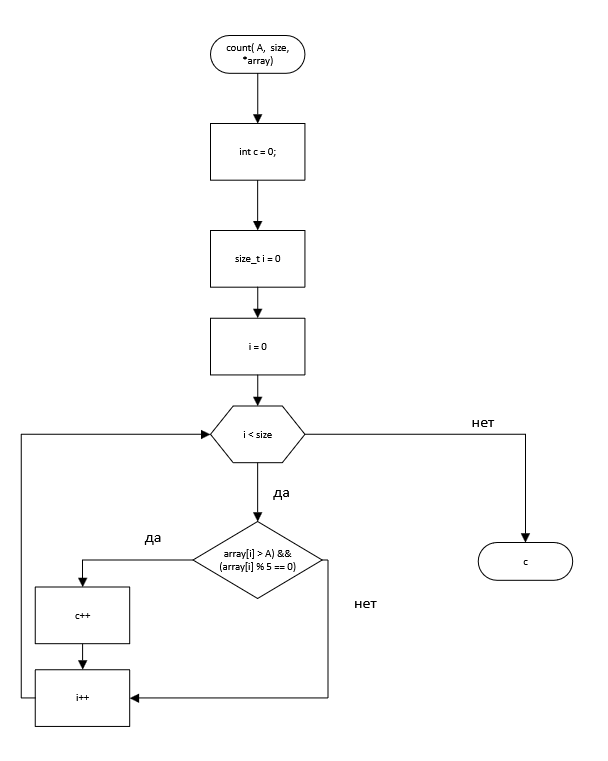 count( A,  size,
*array)
int c = 0;
size_t i = 0
i = 0
i < size
нет
да
да
array[i] > A) &&
(array[i] % 5 == 0)
c
c++
нет
i++